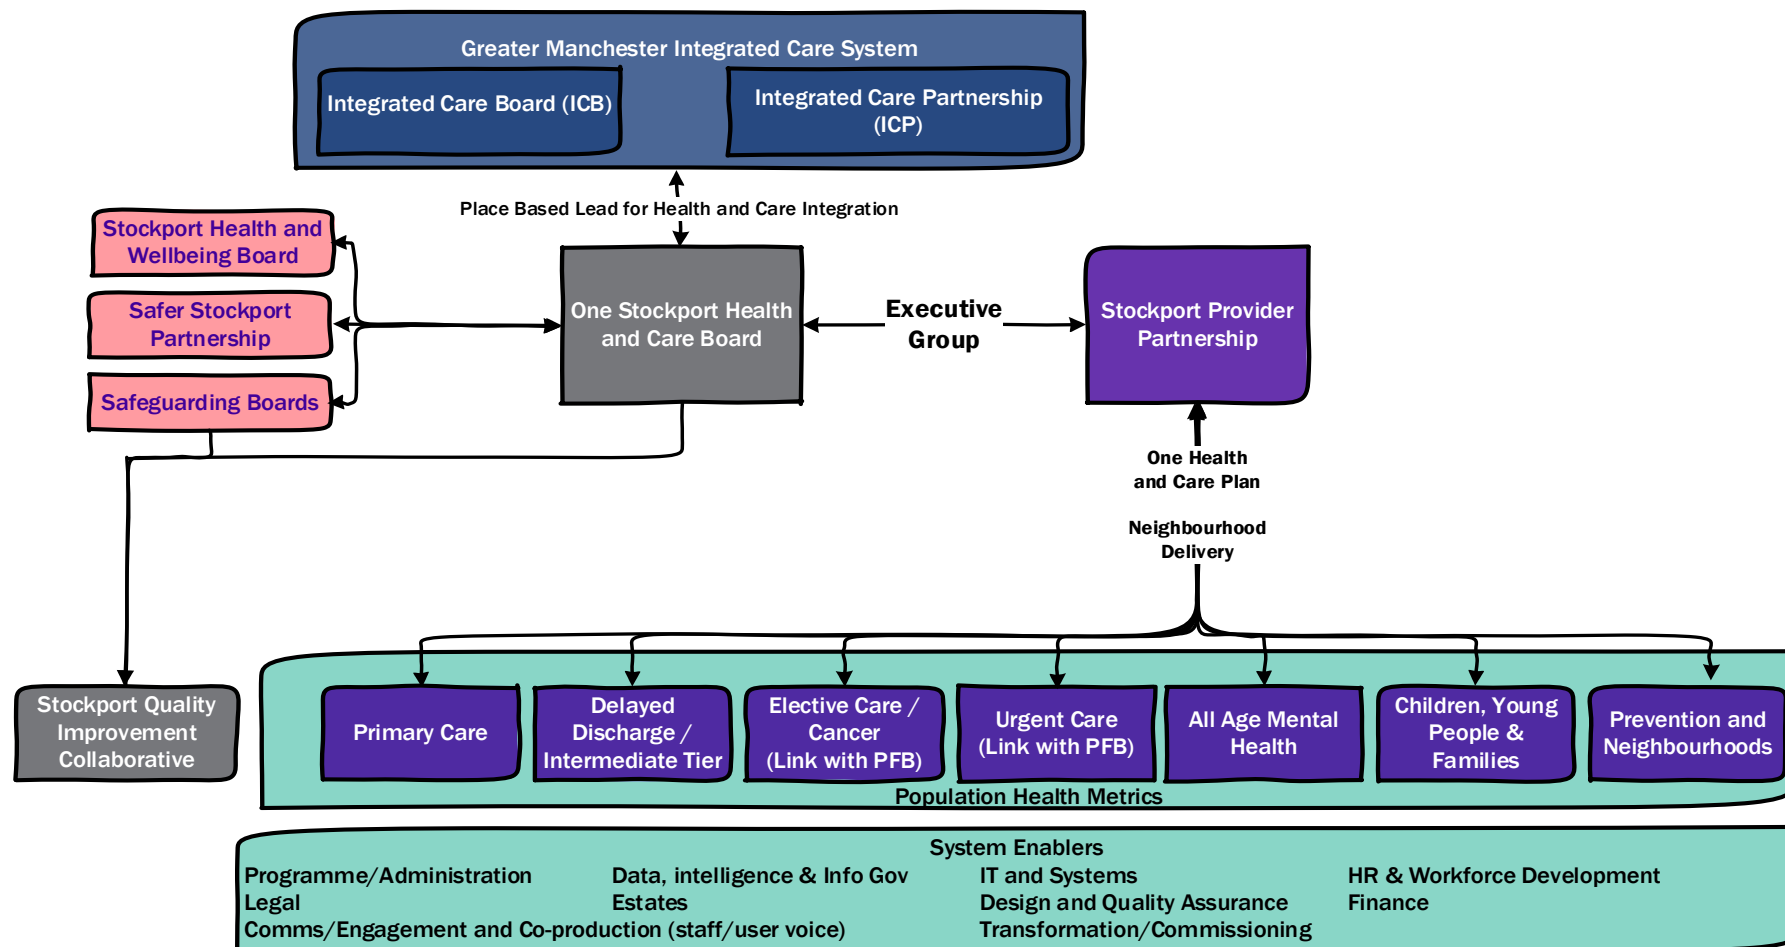 Greater Manchester Integrated Care System
Integrated Care Board (ICB)
Integrated Care Partnership
(ICP)
Place Based Lead for Health and Care Integration
Stockport Health and
Wellbeing Board
Safer Stockport
Partnership
Safeguarding Boards
One Stockport Health
and Care Board
Executive
Group
Stockport Provider
Partnership
One Health
and Care Plan
Neighbourhood
Delivery
Stockport Quality
Improvement
Collaborative
Primary Care
Delayed
Discharge /
Intermediate Tier
Elective Care /
Cancer
(Link with PFB)
Urgent Care
(Link with PFB)
All Age Mental
Health
Children, Young
People &
Families
Prevention and
Neighbourhoods
Population Health Metrics
System Enablers
Programme/Administration Data, intelligence & Info Gov IT and Systems HR & Workforce Development
Legal Estates Design and Quality Assurance Finance
Comms/Engagement and Co-production (staff/user voice) Transformation/Commissioning